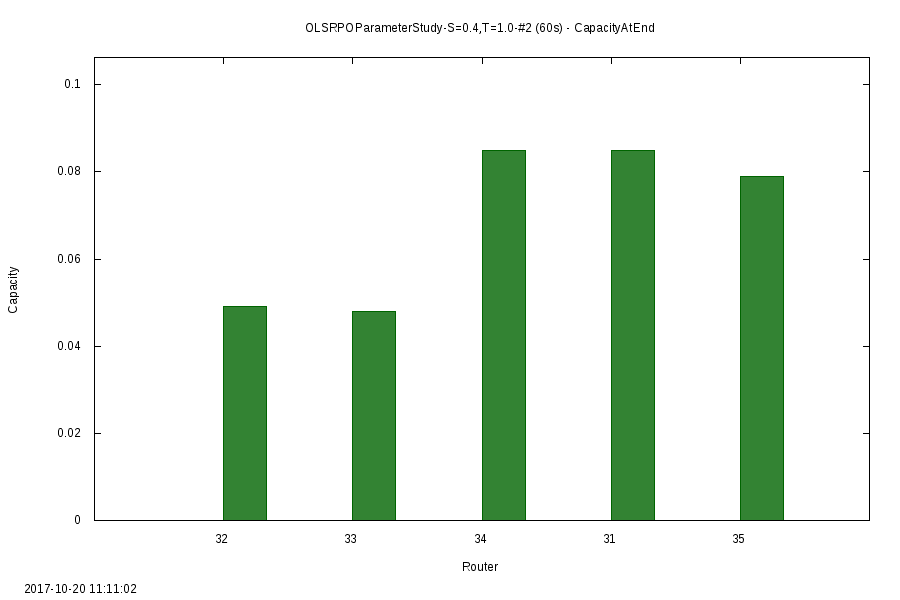 OLSRPOParameterStudy-S=0.4,T=1.0-#2 (60s) - CapacityAtEnd
0.1
0.08
0.06
0.04
0.02
0
Capacity
32 33 34 31 35
Router
2017-10-20 11:11:02